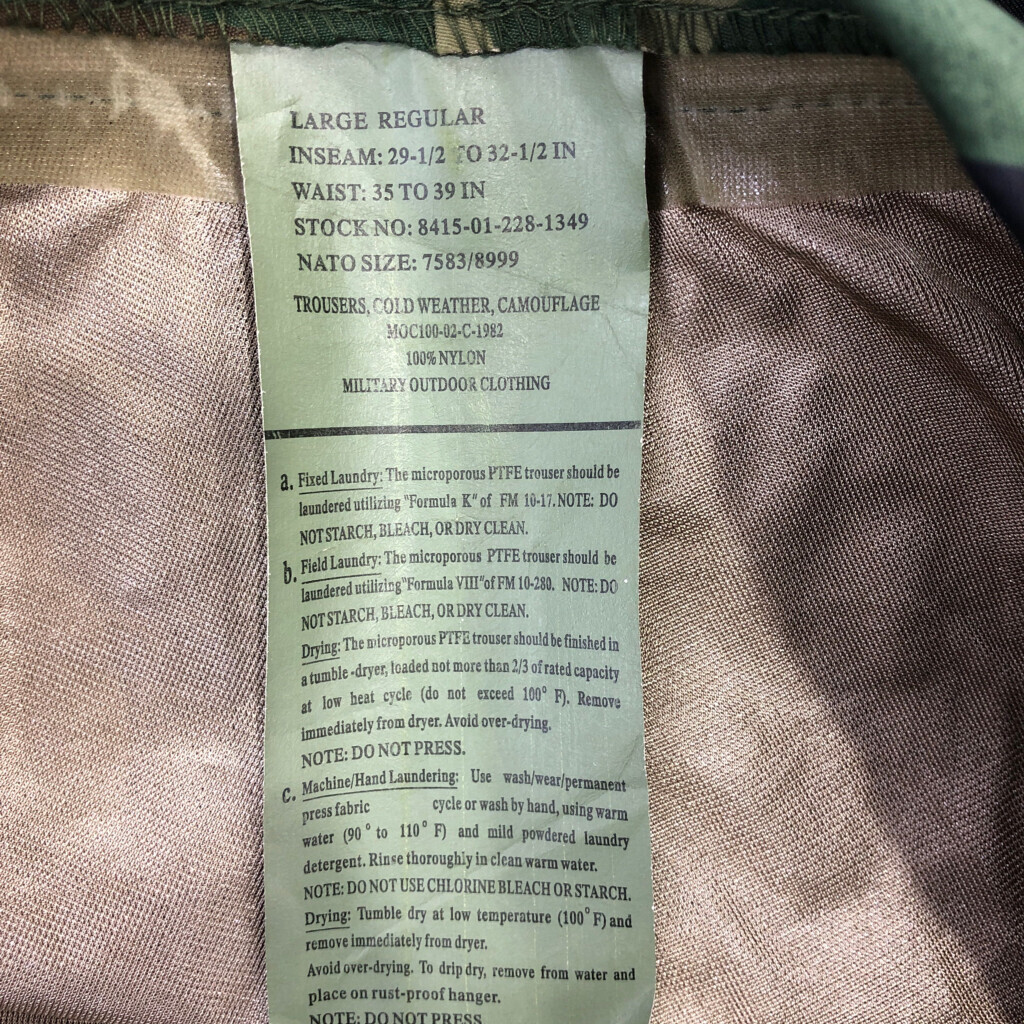 LARGE REGULAR
INSEAM: 29-1/2 TO 32-1/2 IN
WAIST: 35 TO 39 IN
STOCK NO: 8415-01-228-1349
NATO SIZE: 7583/8999
TROUSERS, COLD WEATHER, CAMOUFLAGE
MOC100-02-C-1982
100% NYLON
MILITARY OUTDOOR CLOTHING
a. Fixed Laundry: The microporous PTFE trouser should be
laundered utilizing "Formula K" of FM 10-17. NOTE: DO
NOT STARCH, BLEACH, OR DRY CLEAN.
b. Field Laundry: The microporous PTFE trouser should be
laundered utilizing "Formula VIII" of FM 10-280. NOTE: DO
NOT STARCH, BLEACH, OR DRY CLEAN.
Drying: The microporous PTFE trouser should be finished in
a tumble -dryer, loaded not more than 2/3 of rated capacity
at low heat cycle (do not exceed 100° F). Remove
immediately from dryer. Avoid over-drying.
NOTE: DO NOT PRESS.
c. Machine/Hand Laundering: Use wash/wear/permanent
press fabric cycle or wash by hand, using warm
water (90° to 110° F) and mild powdered laundry
detergent. Rinse thoroughly in clean warm water.
NOTE: DO NOT USE CHLORINE BLEACH OR STARCH.
Drying: Tumble dry at low temperature (100° F) and
remove immediately from dryer.
Avoid over-drying. To drip dry, remove from water and
place on rust-proof hanger.
NOTE: DO NOT PRESS